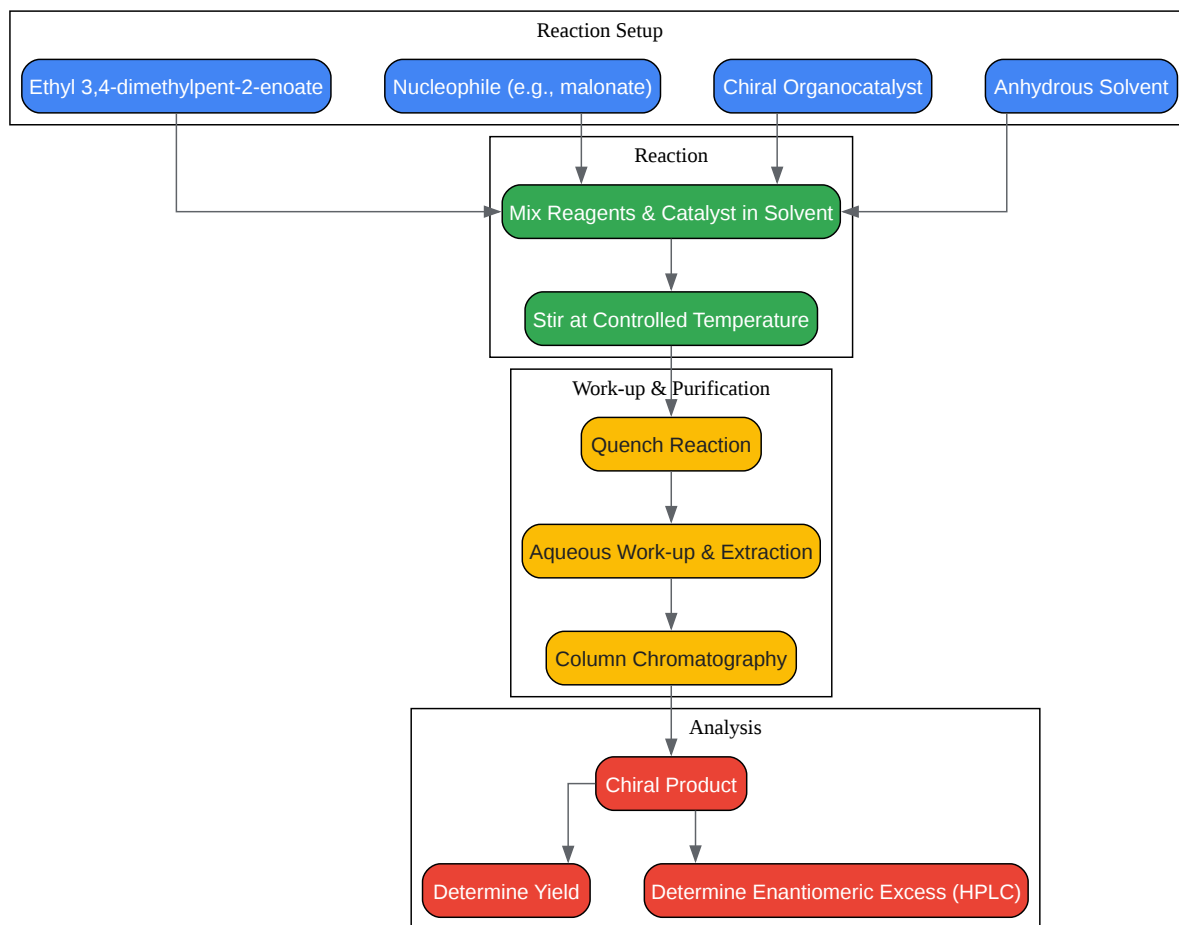 Reaction Setup
Ethyl 3,4-dimethylpent-2-enoate
Nucleophile (e.g., malonate)
Chiral Organocatalyst
Anhydrous Solvent
Reaction
Mix Reagents & Catalyst in Solvent
Stir at Controlled Temperature
Work-up & Purification
Quench Reaction
Aqueous Work-up & Extraction
Column Chromatography
Analysis
Chiral Product
Determine Yield
Determine Enantiomeric Excess (HPLC)